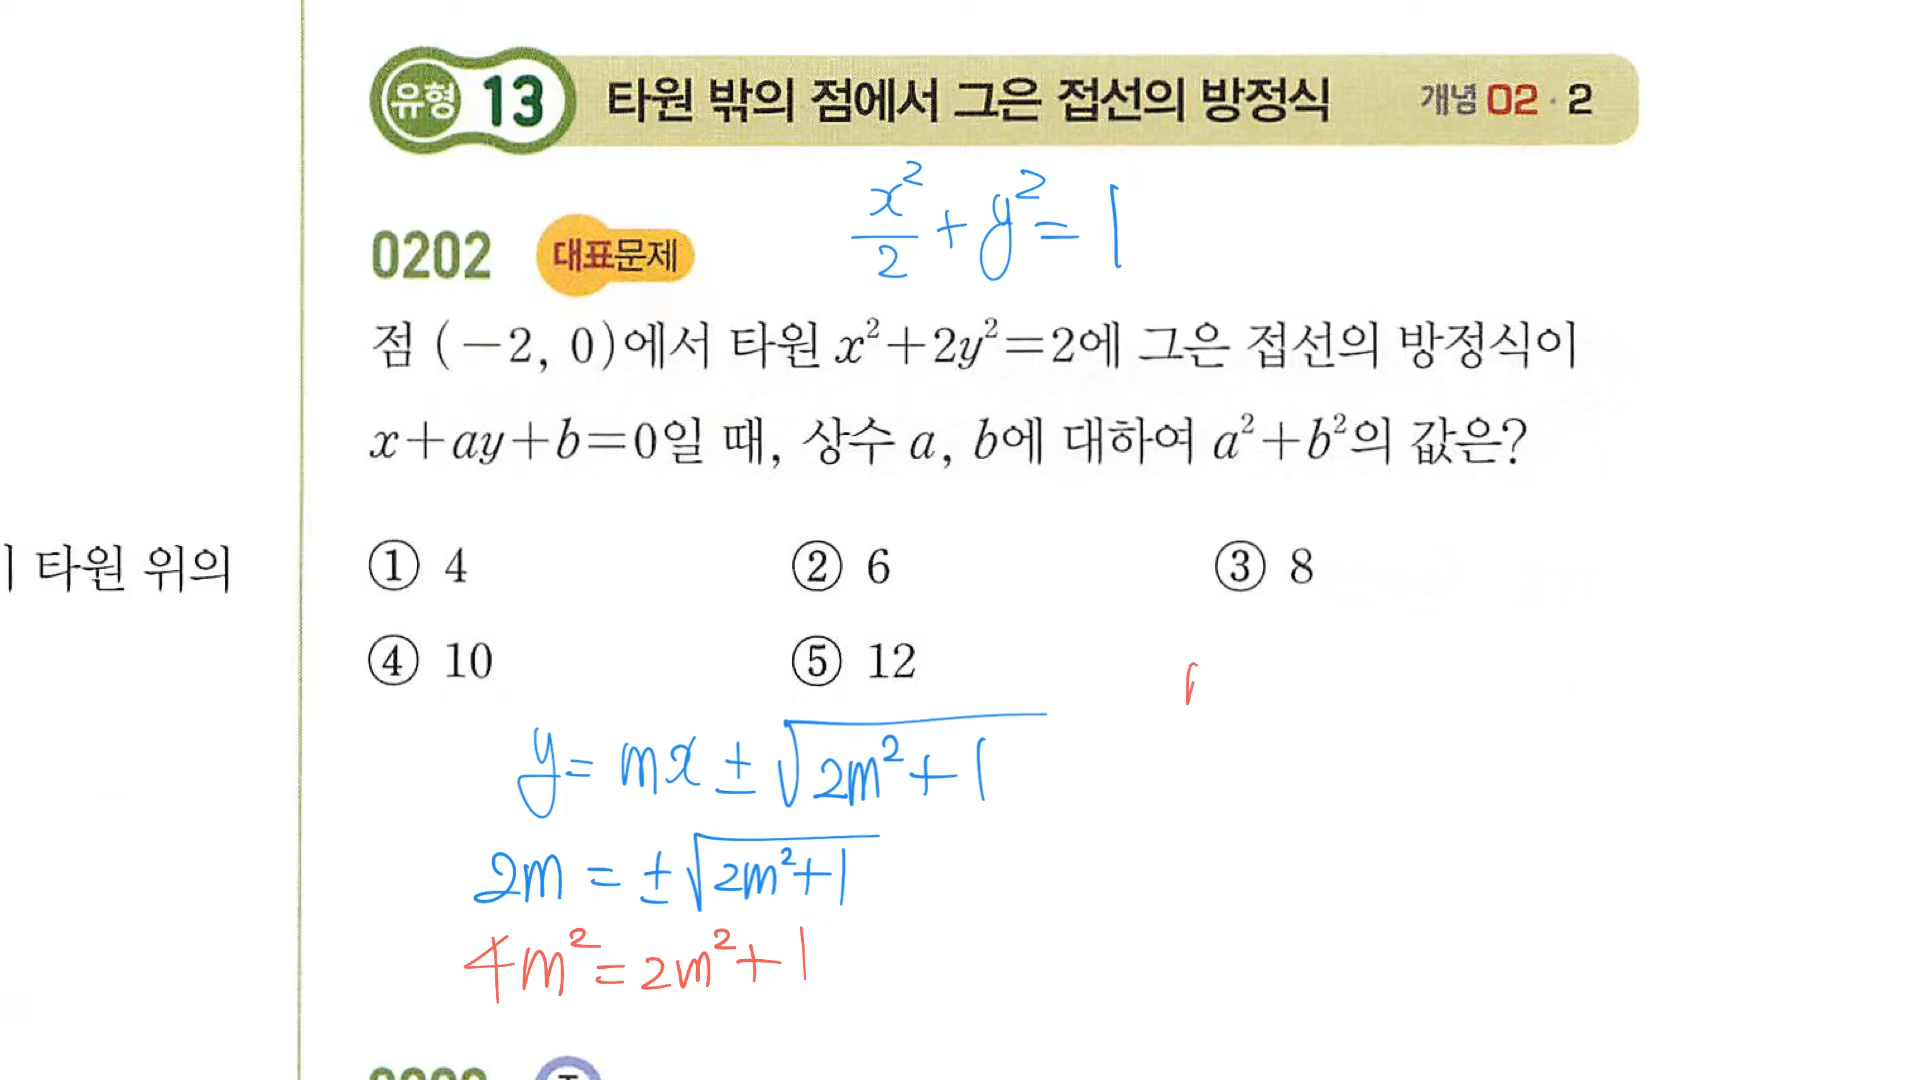 유형 13 타원 밖의 점에서 그은 접선의 방정식 개념 02·2
x²/2 + y² = 1
0202 대표문제
점 (−2, 0)에서 타원 x²+2y²=2에 그은 접선의 방정식이
x+ay+b=0일 때, 상수 a, b에 대하여 a²+b²의 값은?
타원 위의
① 4 ② 6 ③ 8
④ 10 ⑤ 12
y = mx ± √(2m²+1)
2m = ± √(2m²+1)
4m² = 2m² + 1